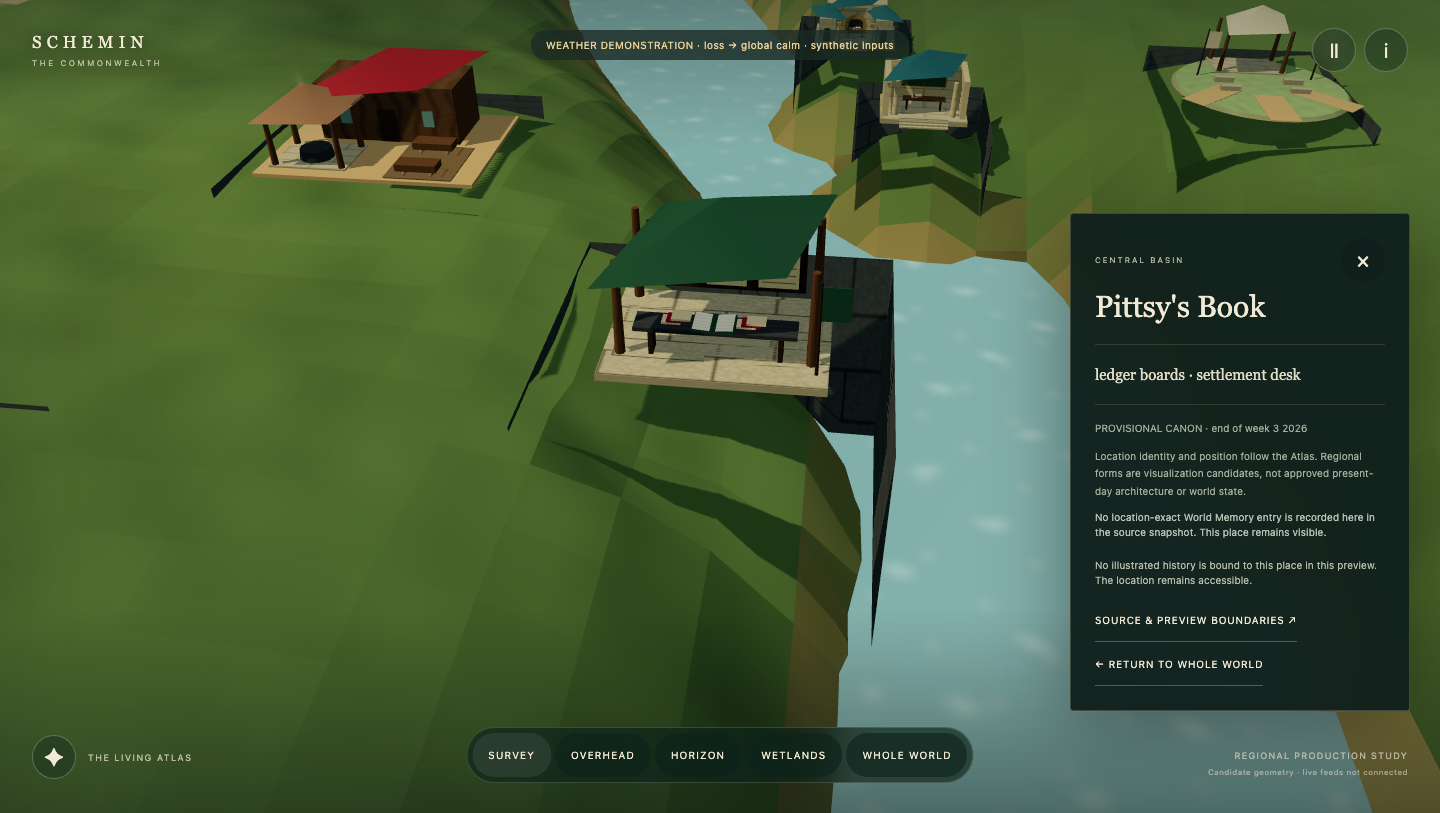 SCHEMIN
THE COMMONWEALTH
WEATHER DEMONSTRATION · loss → global calm · synthetic inputs
CENTRAL BASIN
Pittsy's Book
ledger boards · settlement desk
PROVISIONAL CANON · end of week 3 2026
Location identity and position follow the Atlas. Regional
forms are visualization candidates, not approved present-
day architecture or world state.
No location-exact World Memory entry is recorded here in
the source snapshot. This place remains visible.
No illustrated history is bound to this place in this preview.
The location remains accessible.
SOURCE & PREVIEW BOUNDARIES ↗
← RETURN TO WHOLE WORLD
THE LIVING ATLAS
SURVEY
OVERHEAD
HORIZON
WETLANDS
WHOLE WORLD
REGIONAL PRODUCTION STUDY
Candidate geometry · live feeds not connected